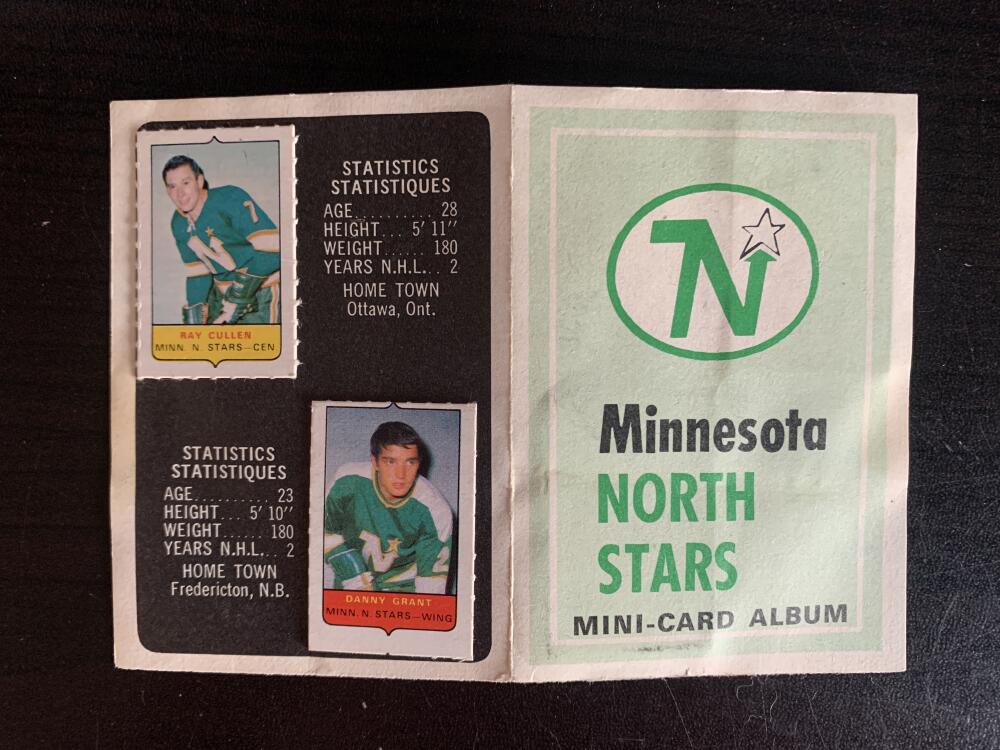 7
RAY CULLEN
MINN. N. STARS—CEN.
STATISTICS
STATISTIQUES
AGE.......... 28
HEIGHT... 5' 11"
WEIGHT...... 180
YEARS N.H.L... 2
HOME TOWN
Ottawa, Ont.
STATISTICS
STATISTIQUES
AGE.......... 23
HEIGHT... 5' 10"
WEIGHT...... 180
YEARS N.H.L... 2
HOME TOWN
Fredericton, N.B.
DANNY GRANT
MINN. N. STARS—WING
N
Minnesota
NORTH
STARS
MINI-CARD ALBUM